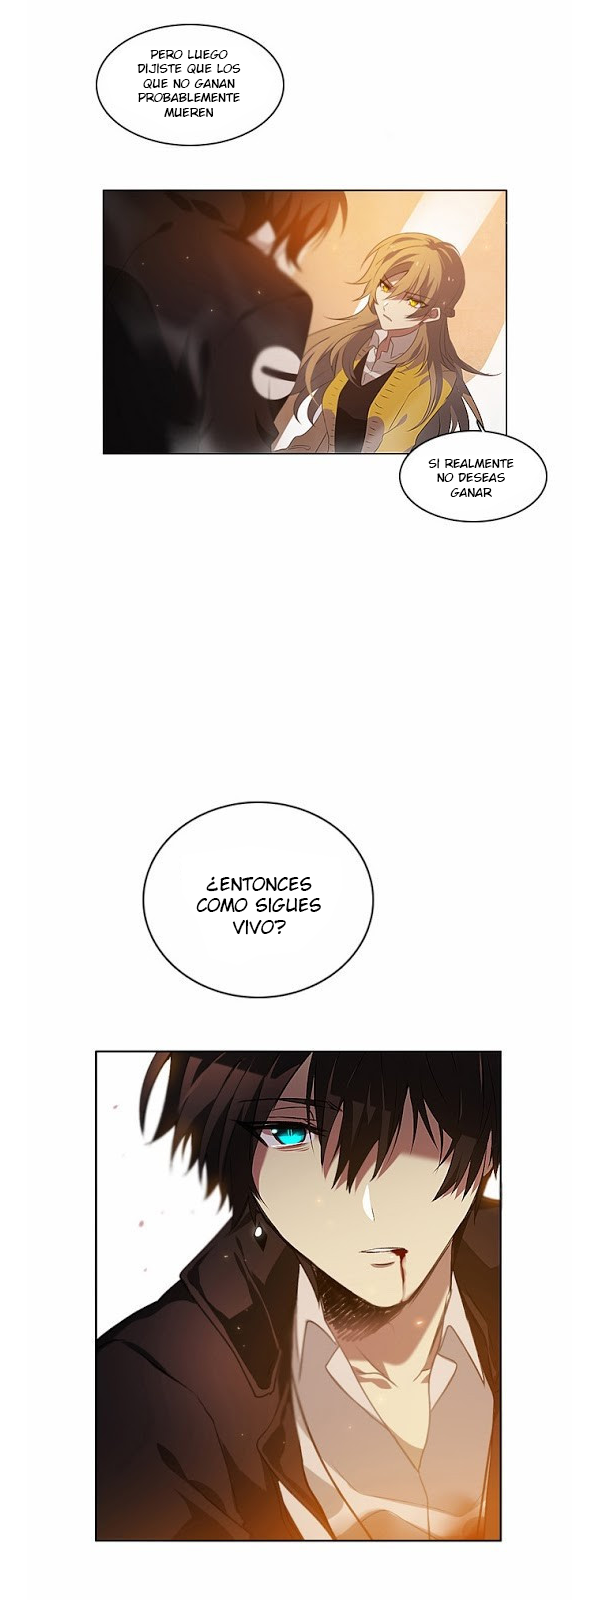 PERO LUEGO
DIJISTE QUE LOS
QUE NO GANAN
PROBABLEMENTE
MUEREN
SI REALMENTE
NO DESEAS
GANAR
¿ENTONCES
COMO SIGUES
VIVO?